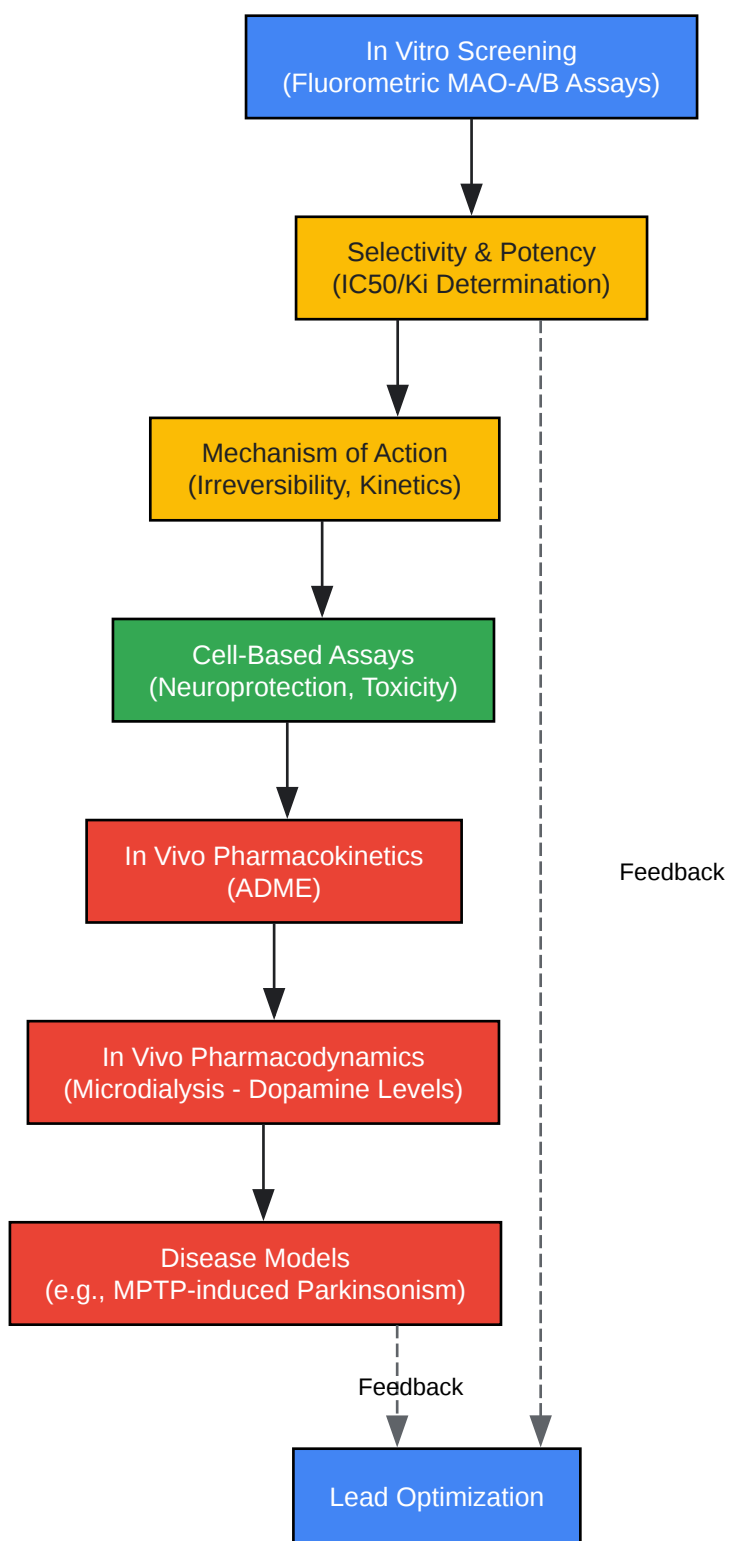 In Vitro Screening
(Fluorometric MAO-A/B Assays)
Selectivity & Potency
(IC50/Ki Determination)
Mechanism of Action
(Irreversibility, Kinetics)
Cell-Based Assays
(Neuroprotection, Toxicity)
In Vivo Pharmacokinetics
(ADME)
Feedback
In Vivo Pharmacodynamics
(Microdialysis - Dopamine Levels)
Disease Models
(e.g., MPTP-induced Parkinsonism)
Feedback
Lead Optimization